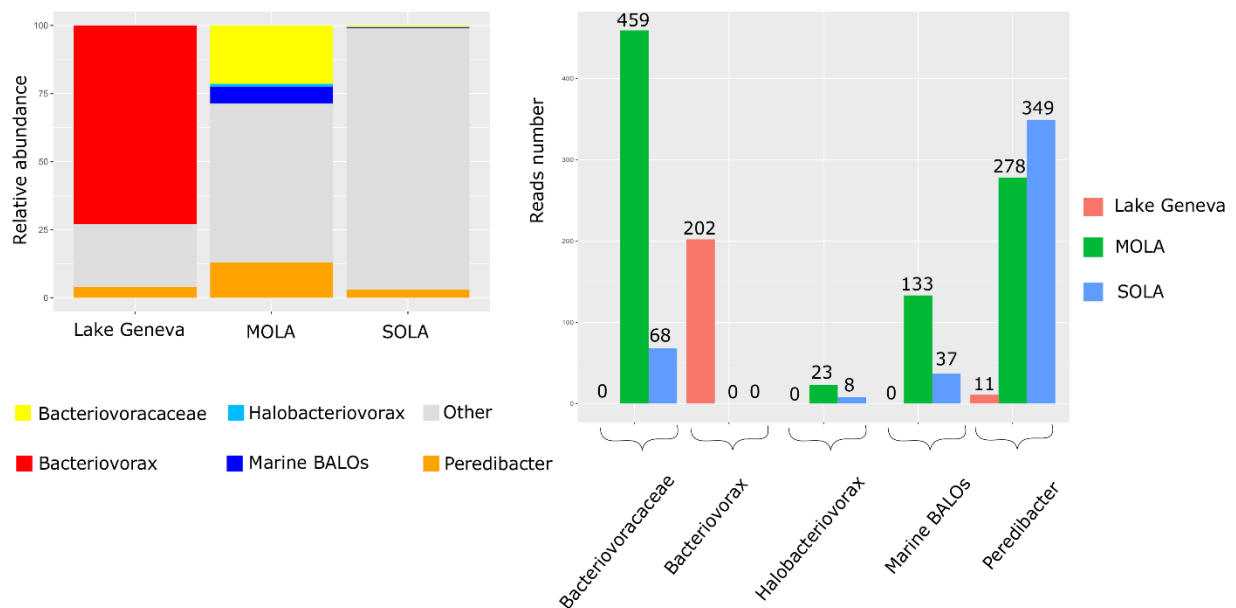 Relative abundance
100
75
50
25
0
Lake Geneva MOLA SOLA
Bacteriovoracaceae Halobacteriovorax Other
Bacteriovorax Marine BALOs Peredibacter
Reads number
400
300
200
100
0
0 459 68
202 0 0
0 23 8
0 133 37
11 278 349
Bacteriovoracaceae
Bacteriovorax
Halobacteriovorax
Marine BALOs
Peredibacter
Lake Geneva
MOLA
SOLA